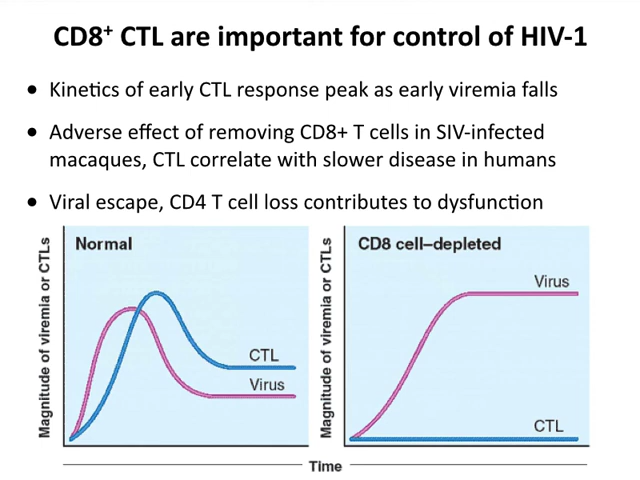 CD8⁺ CTL are important for control of HIV-1
• Kinetics of early CTL response peak as early viremia falls
• Adverse effect of removing CD8+ T cells in SIV-infected
macaques, CTL correlate with slower disease in humans
• Viral escape, CD4 T cell loss contributes to dysfunction
Magnitude of viremia or CTLs
Normal
CTL
Virus
Magnitude of viremia or CTLs
CD8 cell–depleted
Virus
CTL
Time